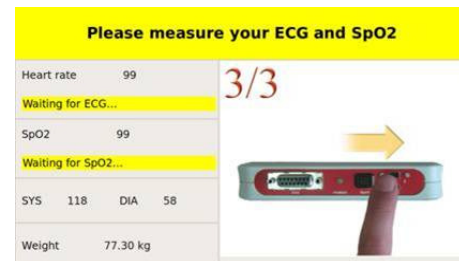 Please measure your ECG and SpO2
Heart rate 99
Waiting for ECG...
SpO2 99
Waiting for SpO2...
SYS 118 DIA 58
Weight 77.30 kg
3/3